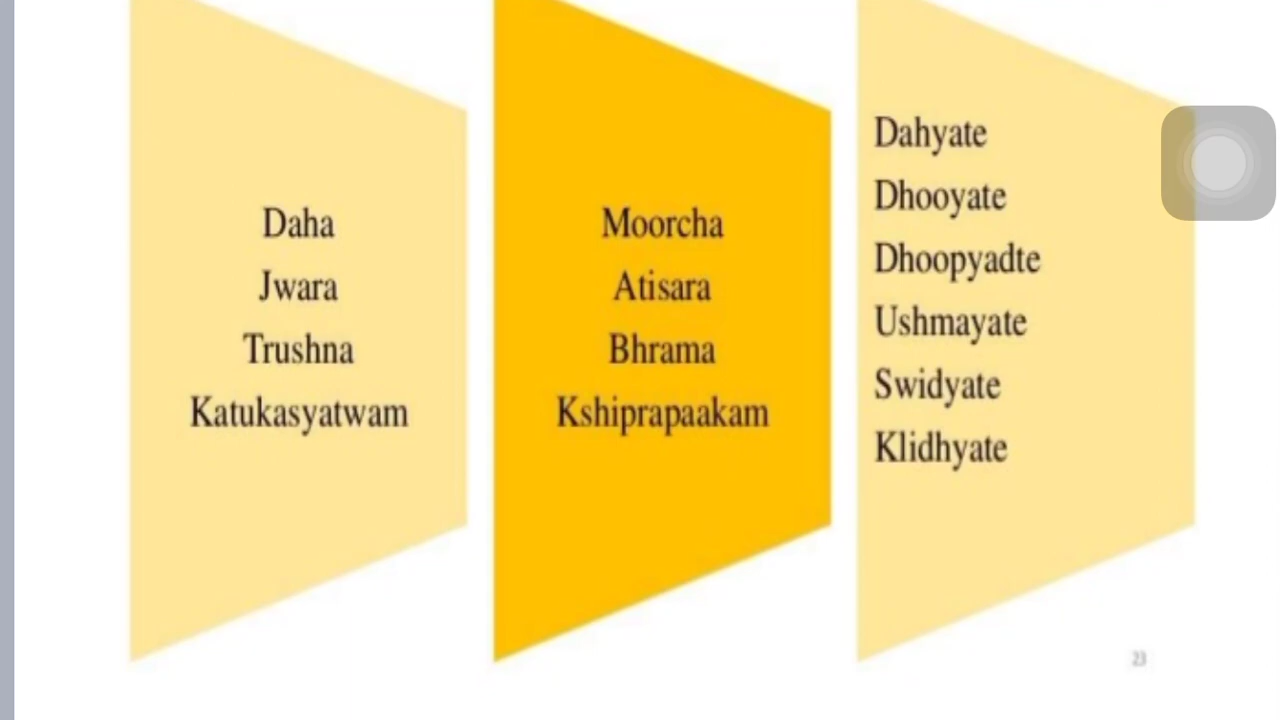 Daha
Jwara
Trushna
Katukasyatwam
Moorcha
Atisara
Bhrama
Kshiprapaakam
Dahyate
Dhooyate
Dhoopyadte
Ushmayate
Swidyate
Klidhyate
23